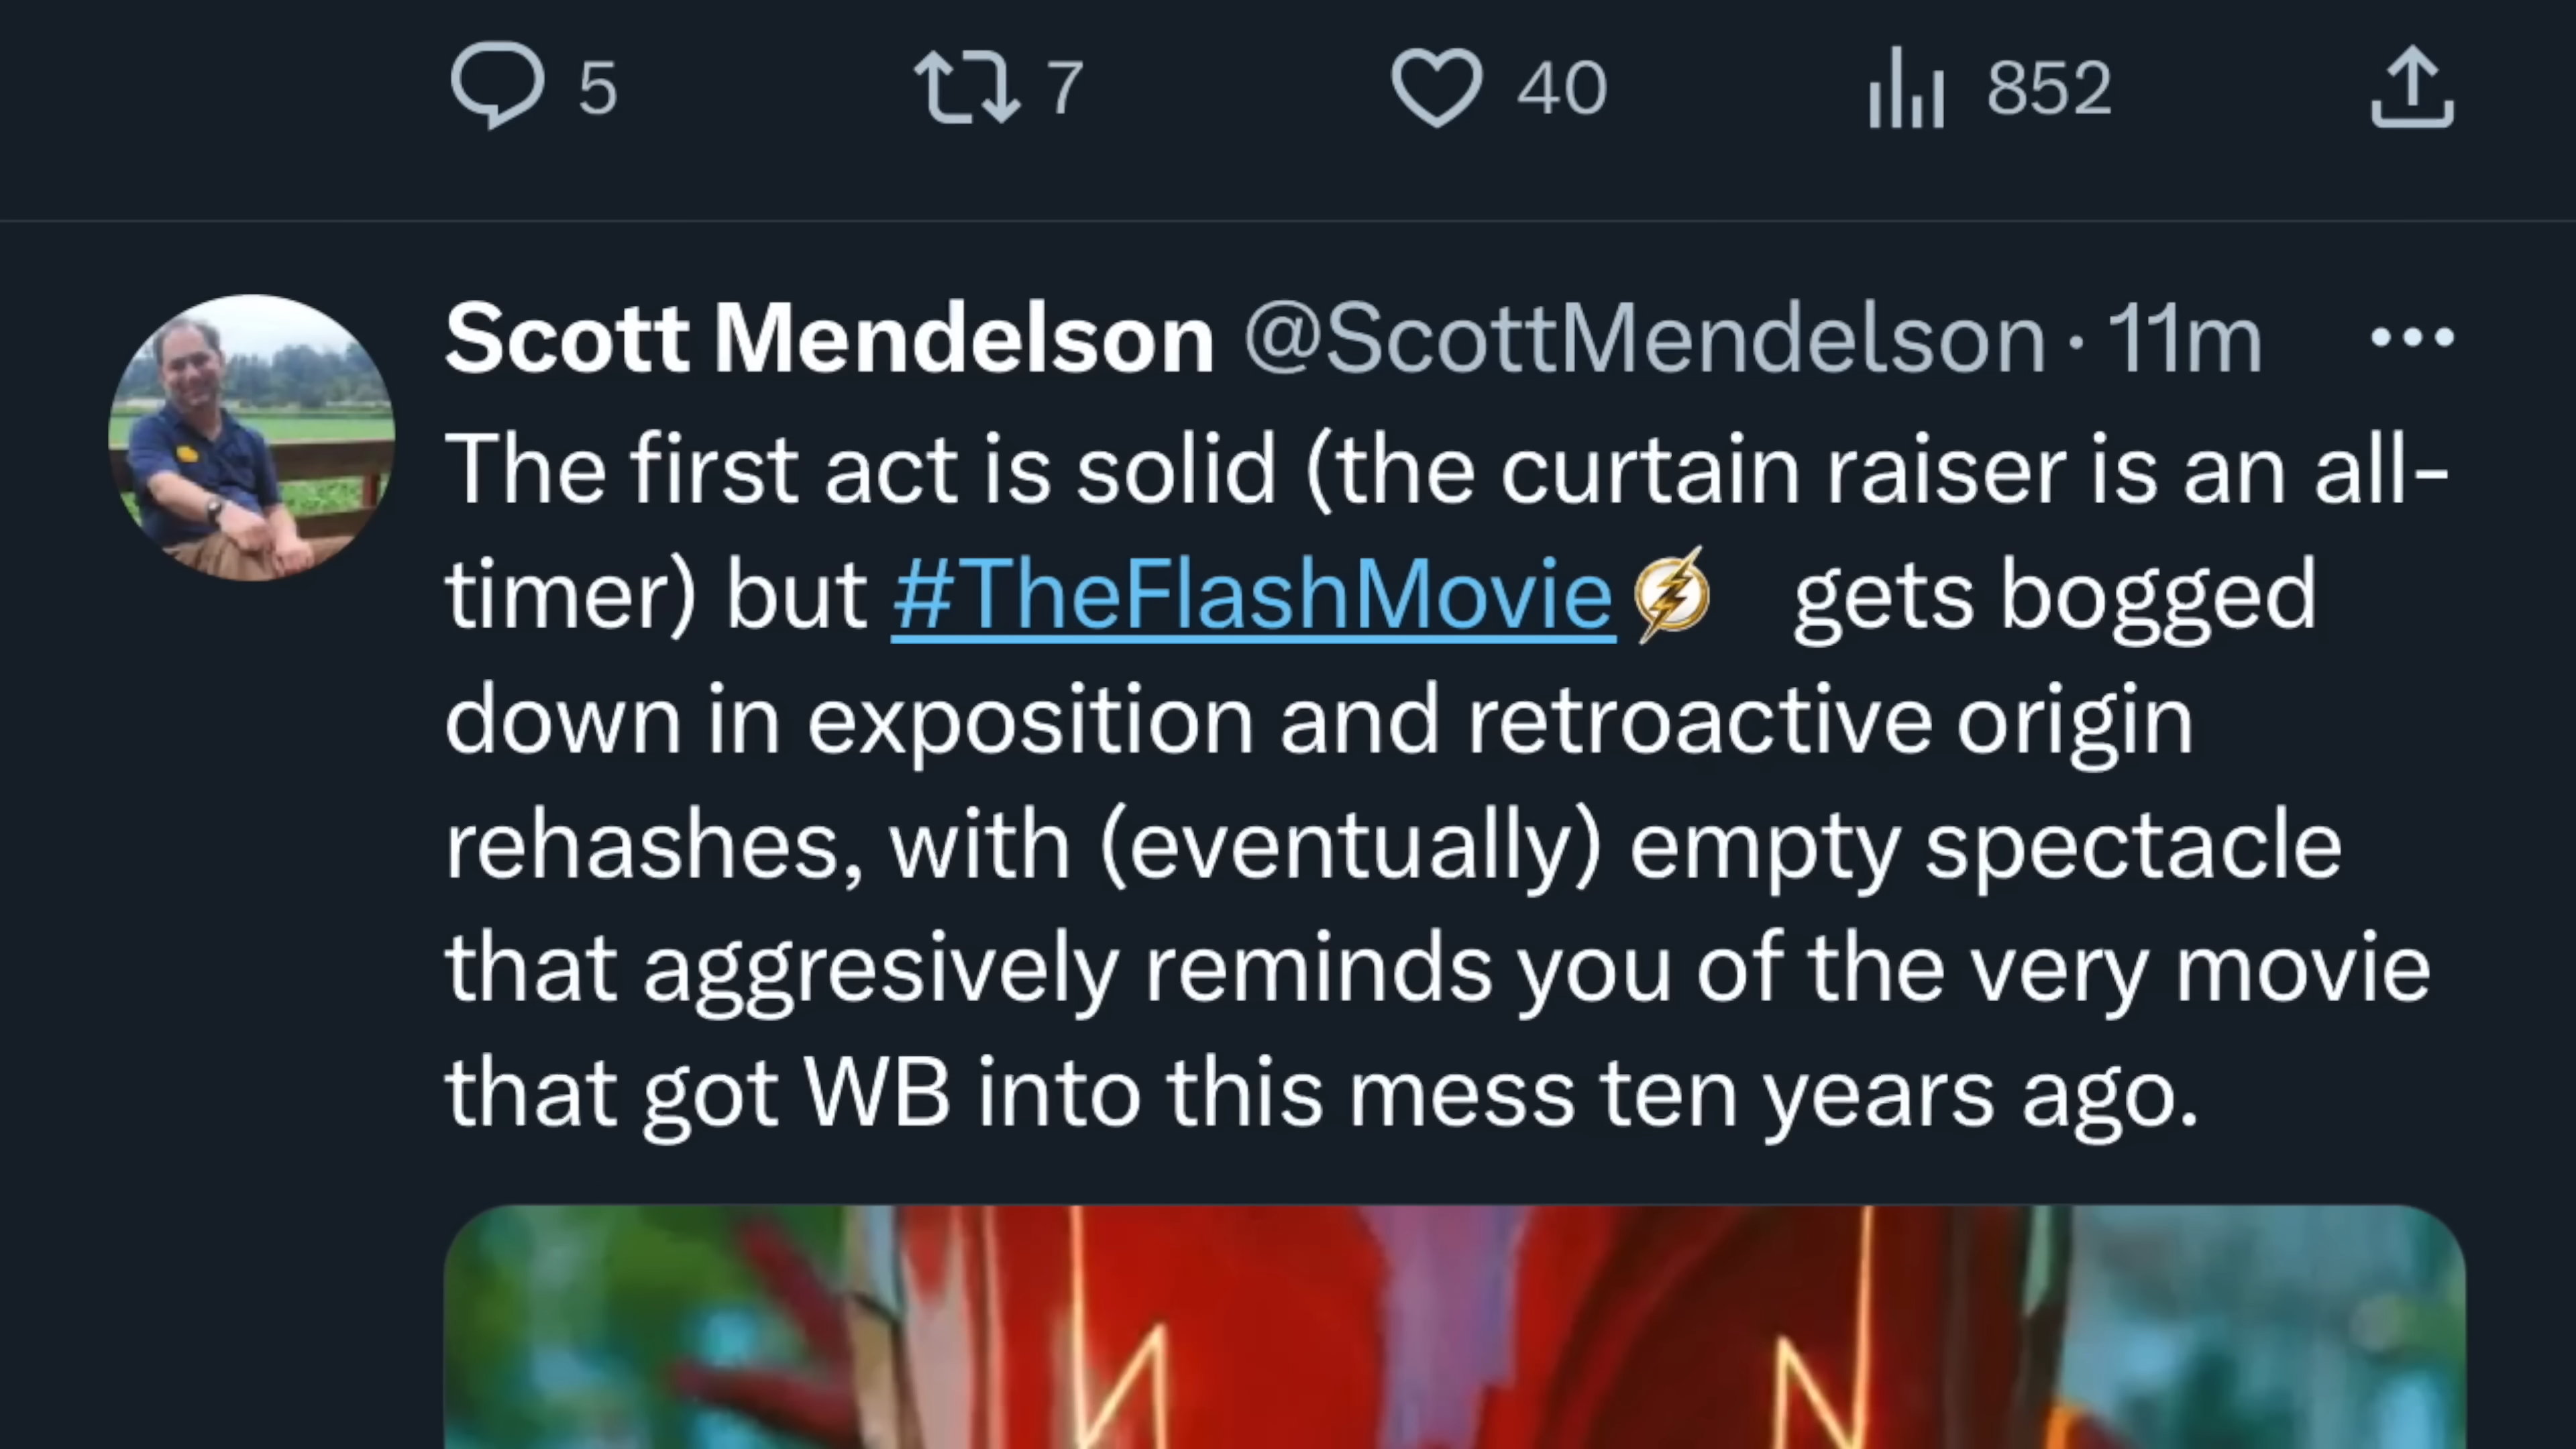 5 7 40 852
Scott Mendelson @ScottMendelson · 11m
The first act is solid (the curtain raiser is an all-
timer) but #TheFlashMovie gets bogged
down in exposition and retroactive origin
rehashes, with (eventually) empty spectacle
that aggresively reminds you of the very movie
that got WB into this mess ten years ago.